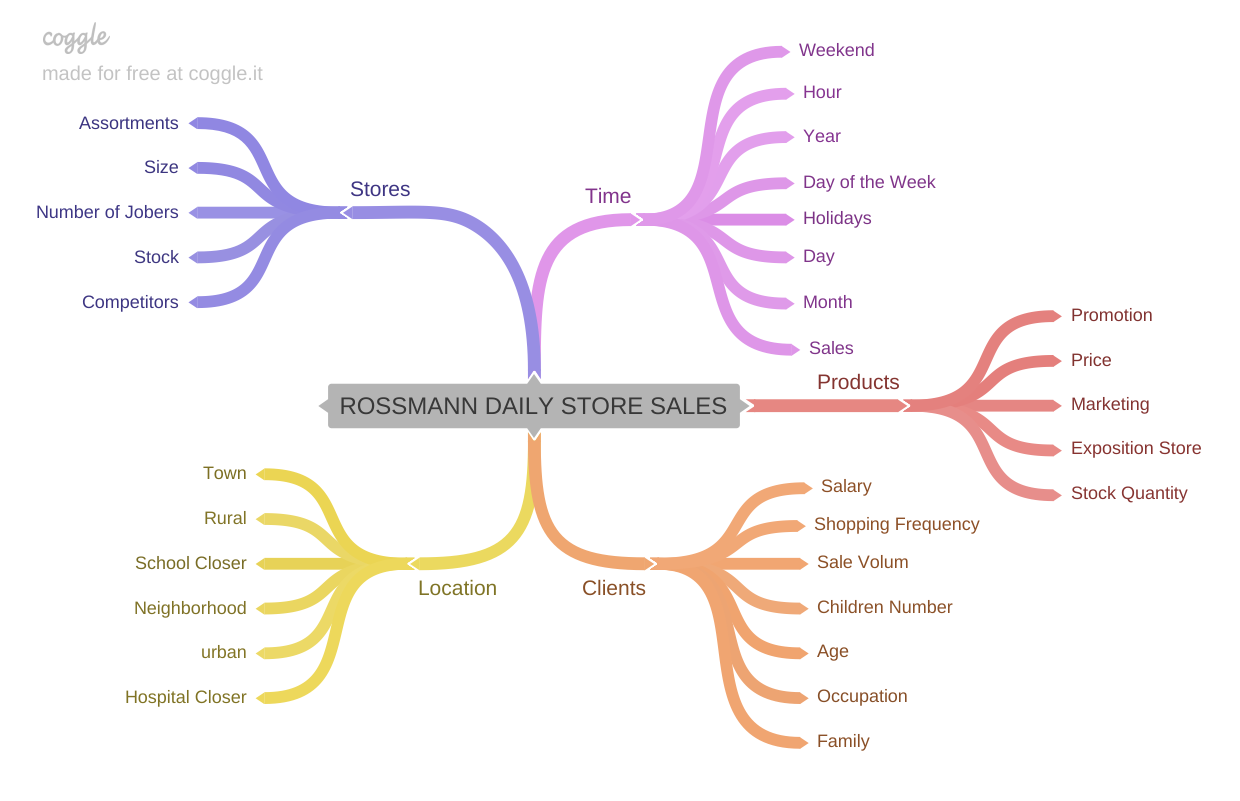 coggle
made for free at coggle.it
Stores
Assortments
Size
Number of Jobers
Stock
Competitors
Time
Weekend
Hour
Year
Day of the Week
Holidays
Day
Month
Sales
ROSSMANN DAILY STORE SALES
Products
Promotion
Price
Marketing
Exposition Store
Stock Quantity
Location
Town
Rural
School Closer
Neighborhood
urban
Hospital Closer
Clients
Salary
Shopping Frequency
Sale Volum
Children Number
Age
Occupation
Family